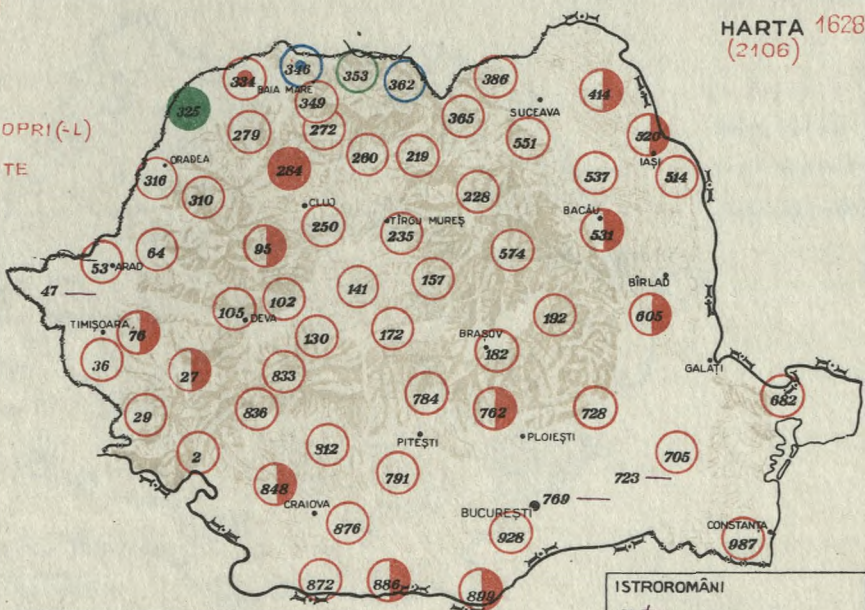 HARTA 1628
(2106)
OPRI(-L)
TE
334
346
353
362
386
BAIA MARE
349
325
414
SUCEAVA
365
279
272
551
520
IAȘI
260
219
ORADEA
284
316
537
514
310
228
CLUJ
250
TÎRGU MUREȘ
235
BACĂU
531
64
95
574
53
ARAD
47
141
157
BÎRLAD
105
102
DEVA
192
605
TIMIȘOARA
76
130
172
BRAȘOV
182
36
27
833
GALAȚI
784
762
728
682
29
836
PITEȘTI
PLOIEȘTI
2
812
791
705
723
848
CRAIOVA
876
BUCUREȘTI
769
928
CONSTANȚA
987
872
886
899
ISTROROMÂNI